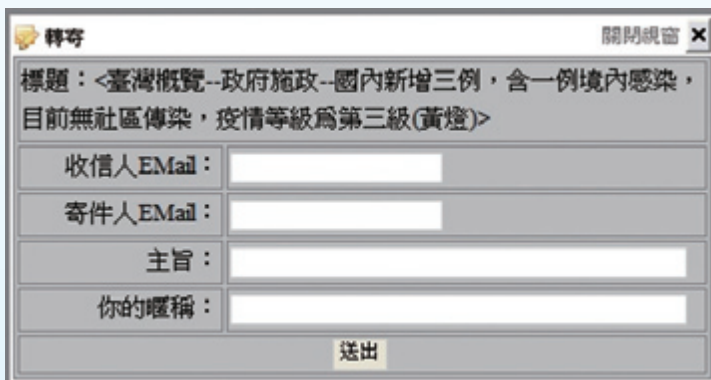 轉寄
關閉視窗
標題：<臺灣概覽--政府施政--國內新增三例，含一例境內感染，
目前無社區傳染，疫情等級為第三級(黃燈)>
收信人EMail：
寄件人EMail：
主旨：
你的暱稱：
送出